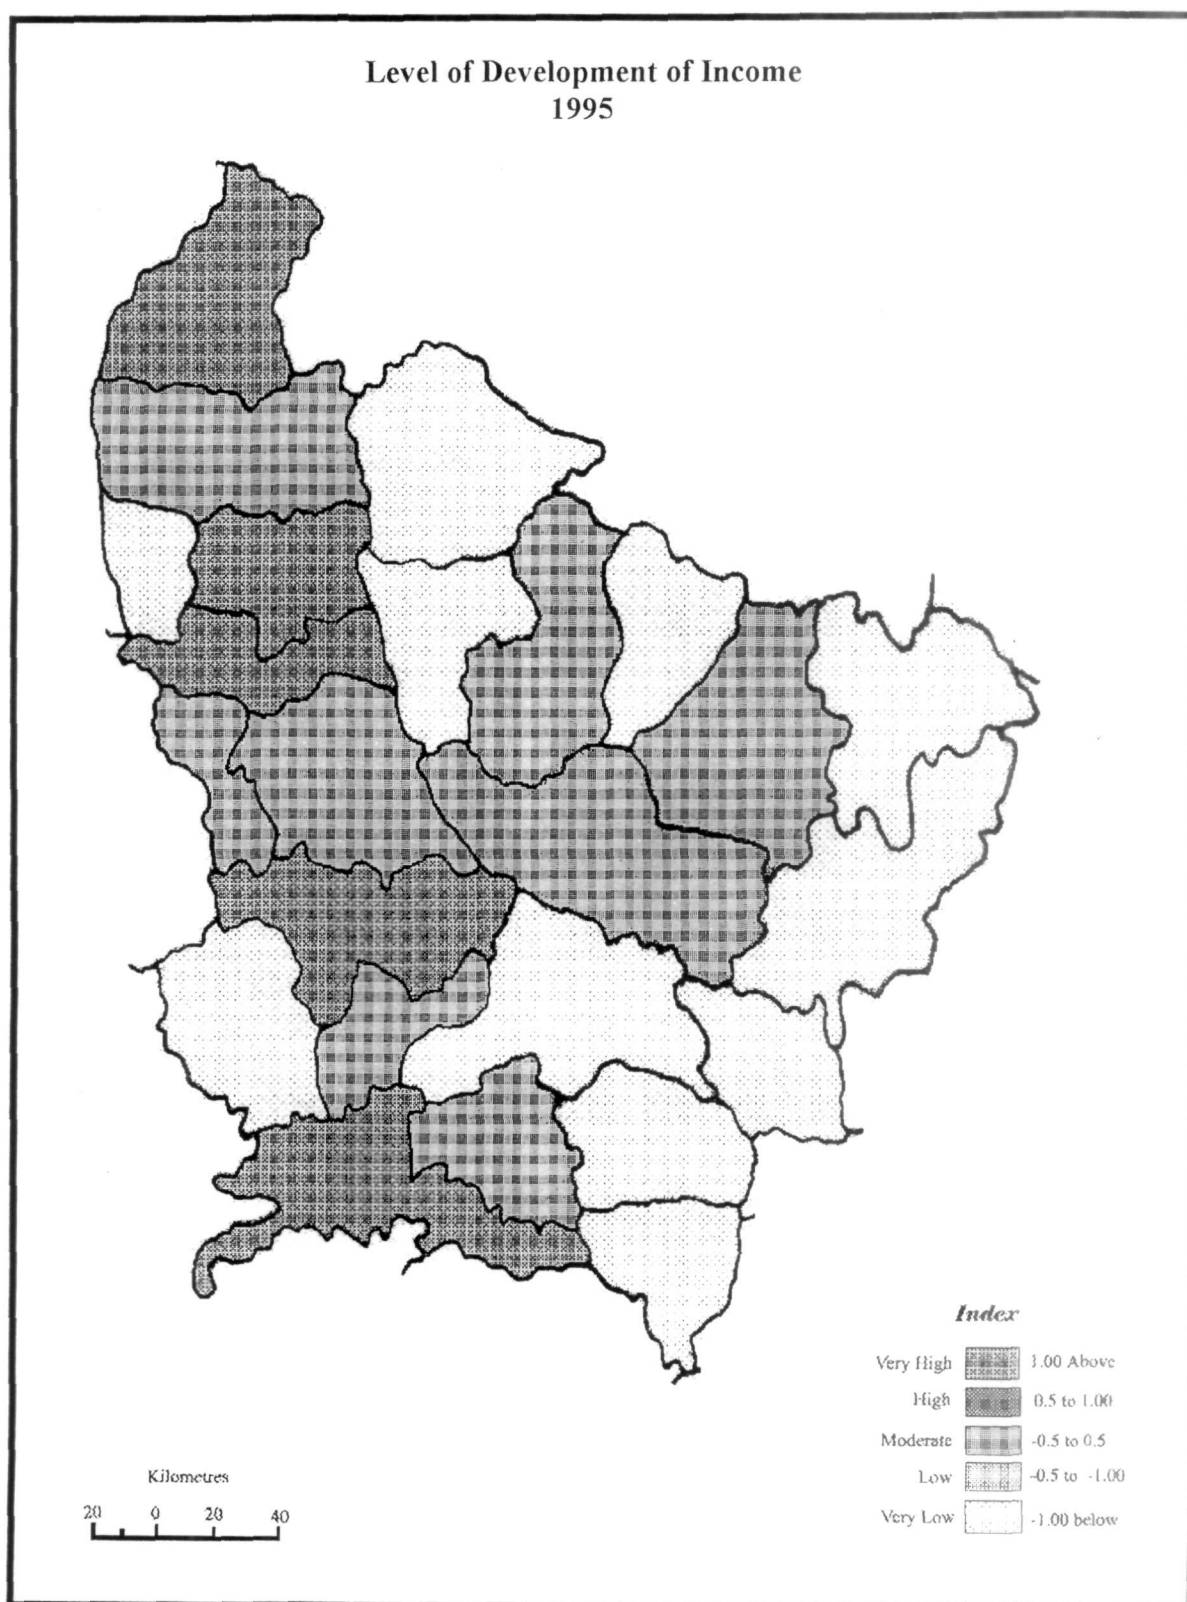 Level of Development of Income
1995
Index
Very High 1.00 Above
High 0.5 to 1.00
Moderate -0.5 to 0.5
Low -0.5 to -1.00
Very Low -1.00 below
Kilometres
20 0 20 40